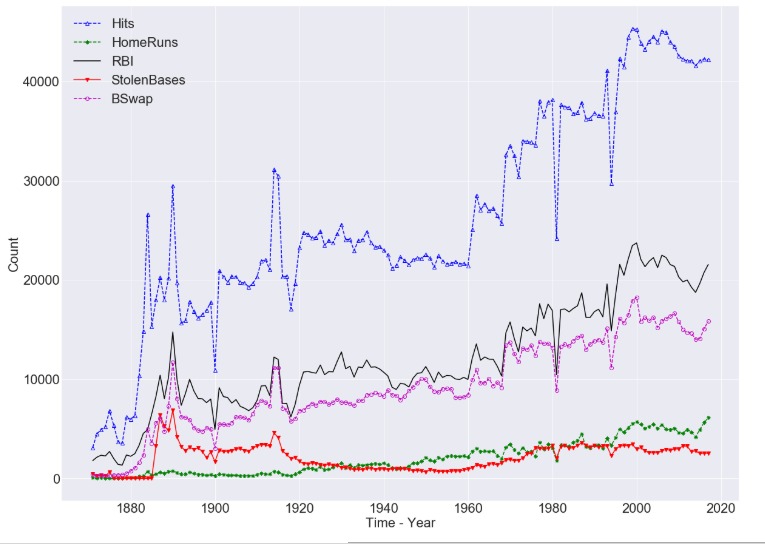 Hits
HomeRuns
RBI
StolenBases
BSwap
40000
30000
20000
10000
0
Count
1880 1900 1920 1940 1960 1980 2000 2020
Time - Year